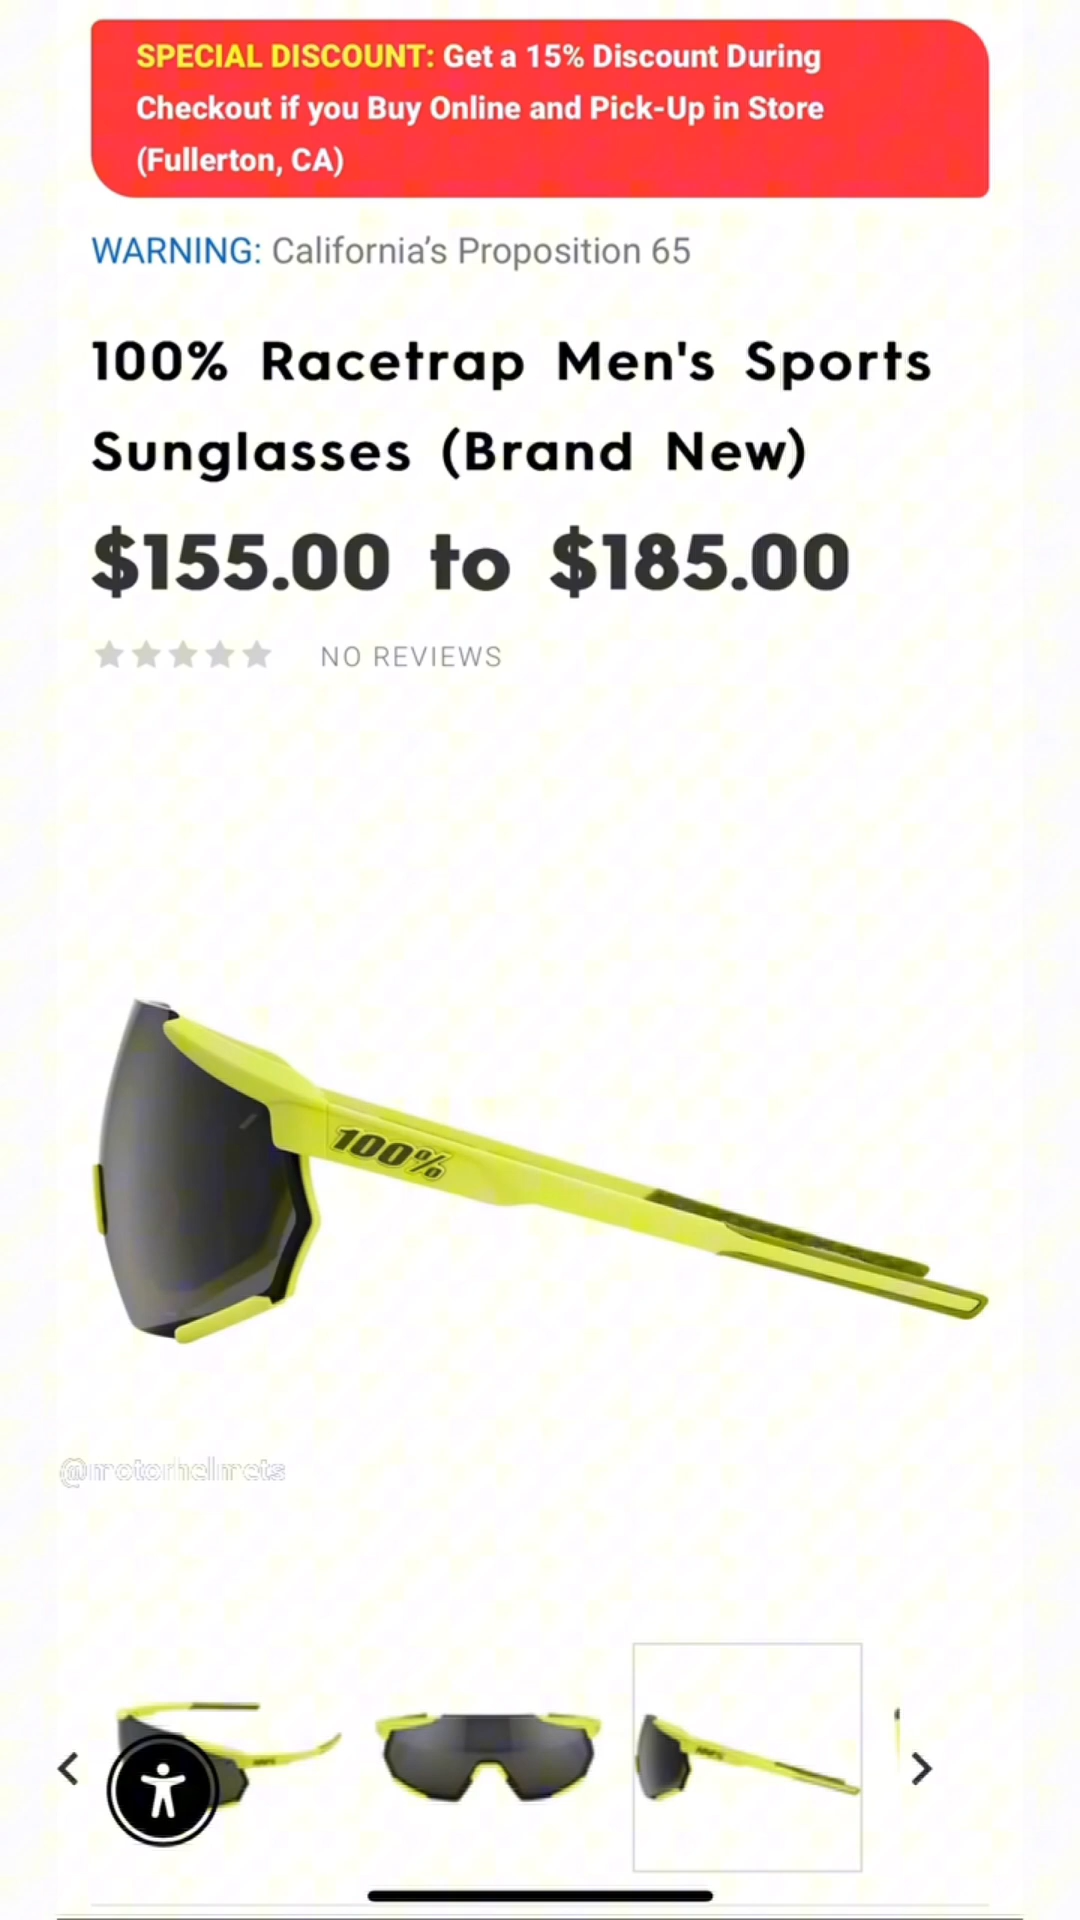 SPECIAL DISCOUNT: Get a 15% Discount During
Checkout if you Buy Online and Pick-Up in Store
(Fullerton, CA)
WARNING: California’s Proposition 65
100% Racetrap Men's Sports
Sunglasses (Brand New)
$155.00 to $185.00
NO REVIEWS
100%
@motorhelmets